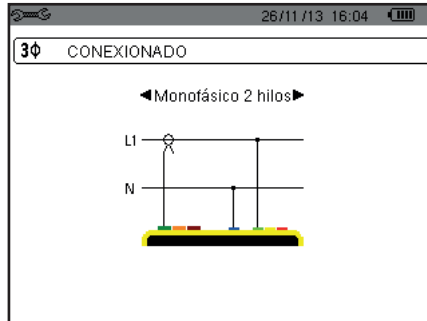 26/11/13 16:04
3Φ CONEXIONADO
◀Monofásico 2 hilos▶
L1
N